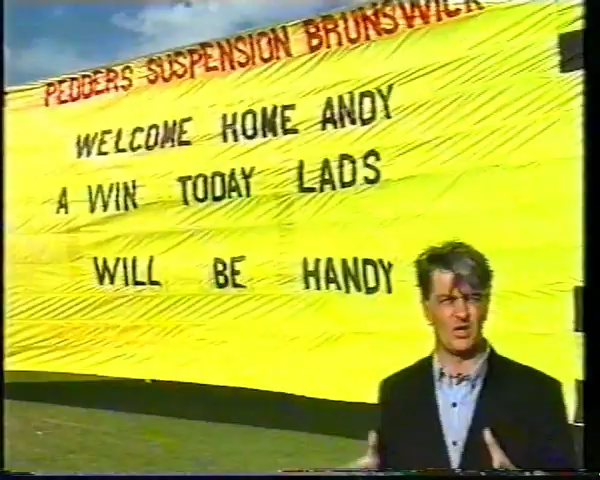 PEDDERS SUSPENSION BRUNSWICK
WELCOME HOME ANDY
A WIN TODAY LADS
WILL BE HANDY